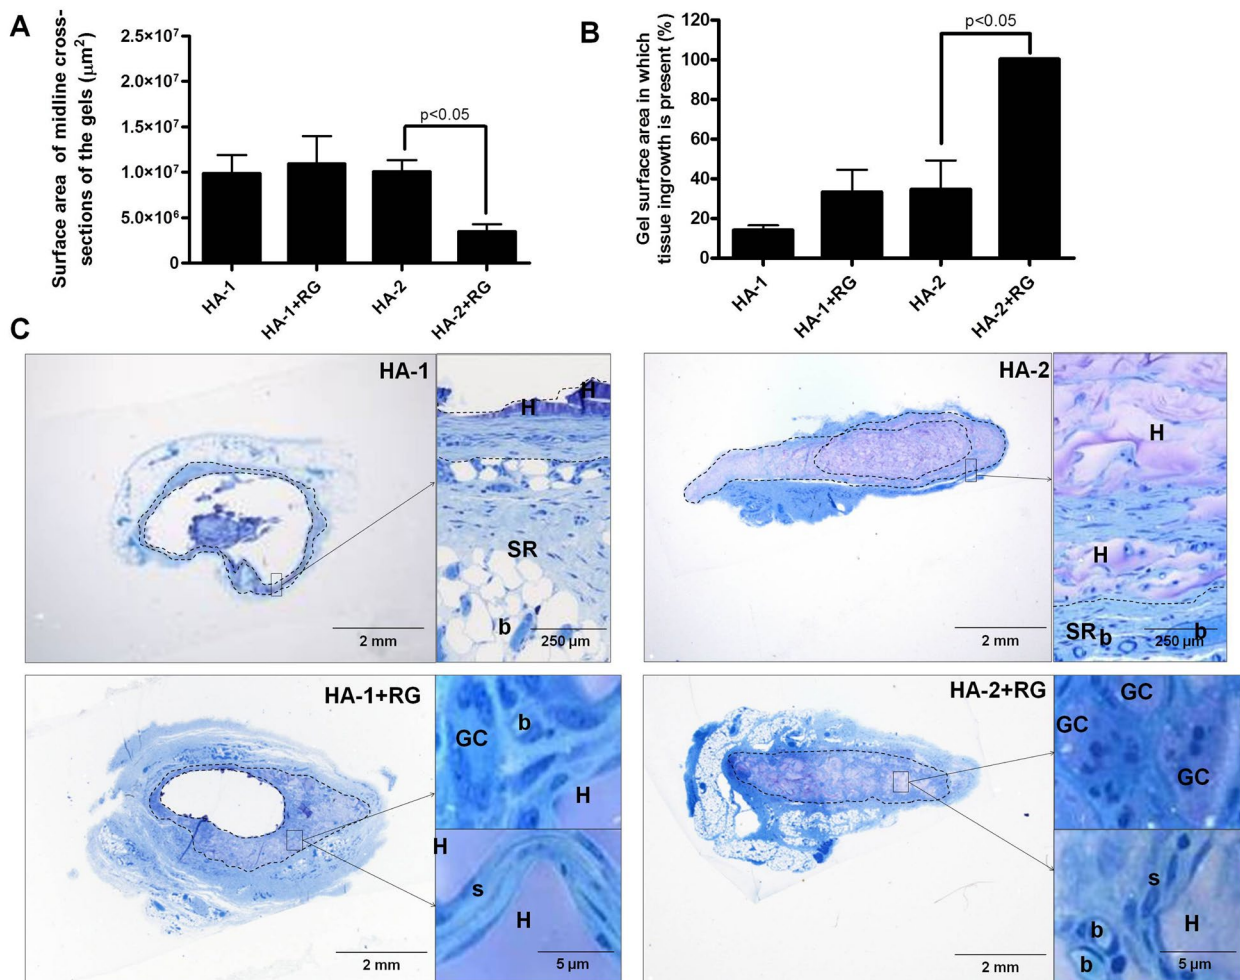 A
Surface area of midline cross-
sections of the gels (μm²)
2.5×10⁷
2.0×10⁷
1.5×10⁷
1.0×10⁷
5.0×10⁶
0
p<0.05
HA-1
HA-1+RG
HA-2
HA-2+RG
B
Gel surface area in which
tissue ingrowth is present (%)
120
100
80
60
40
20
0
p<0.05
HA-1
HA-1+RG
HA-2
HA-2+RG
C
HA-1
2 mm
H
H
SR
b
250 μm
HA-2
2 mm
H
H
SR
b
b
250 μm
HA-1+RG
2 mm
b
GC
H
H
s
H
5 μm
HA-2+RG
2 mm
GC
GC
GC
s
H
b
b
5 μm